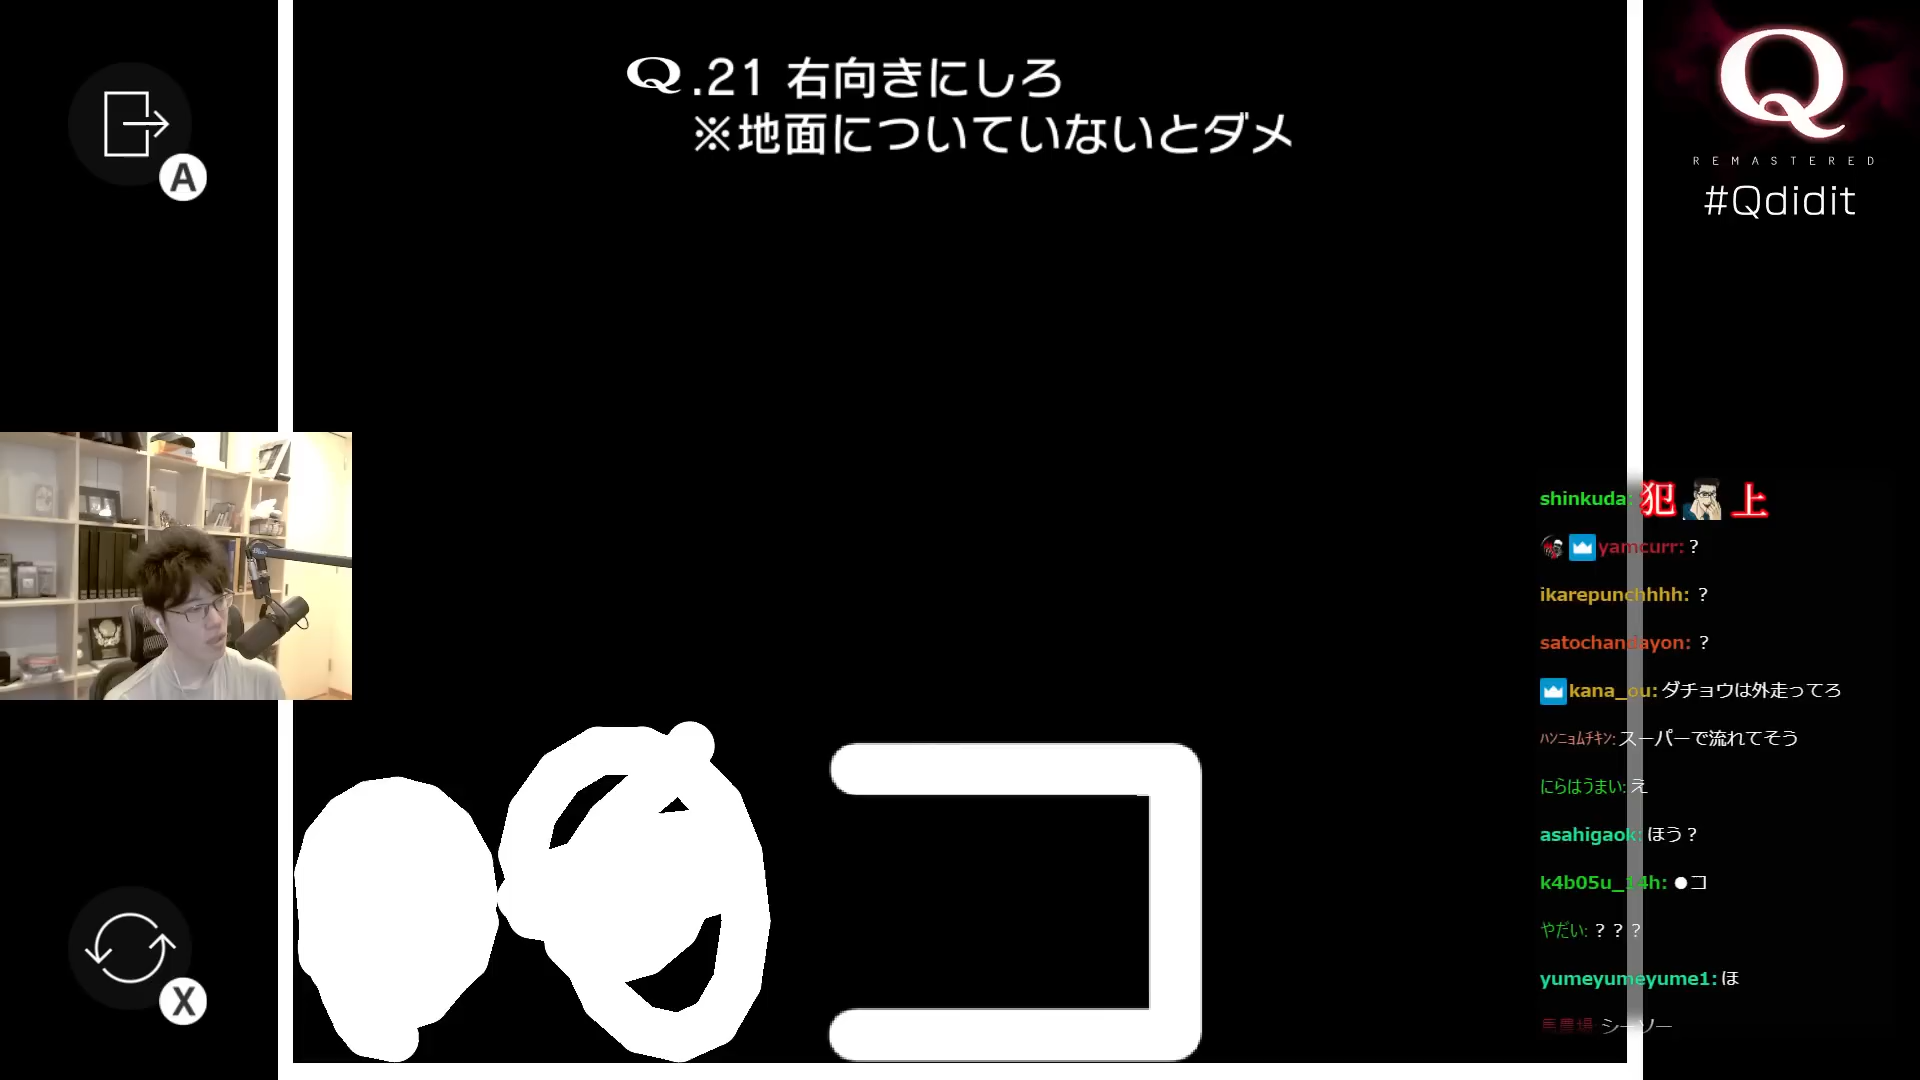 Q.21 右向きにしろ
※地面についていないとダメ
A
X
Q
REMASTERED
#Qdidit
shinkuda: 犯 上
yamcurr: ?
ikarepunchhhh: ?
satochandayon: ?
kana_ou: ダチョウは外走ってろ
ハンニョムチキン: スーパーで流れてそう
にらはうまい: え
asahigaok: ほう？
k4b05u_14h: ●コ
やだい: ？？？
yumeyumeyume1: ほ
シーソー